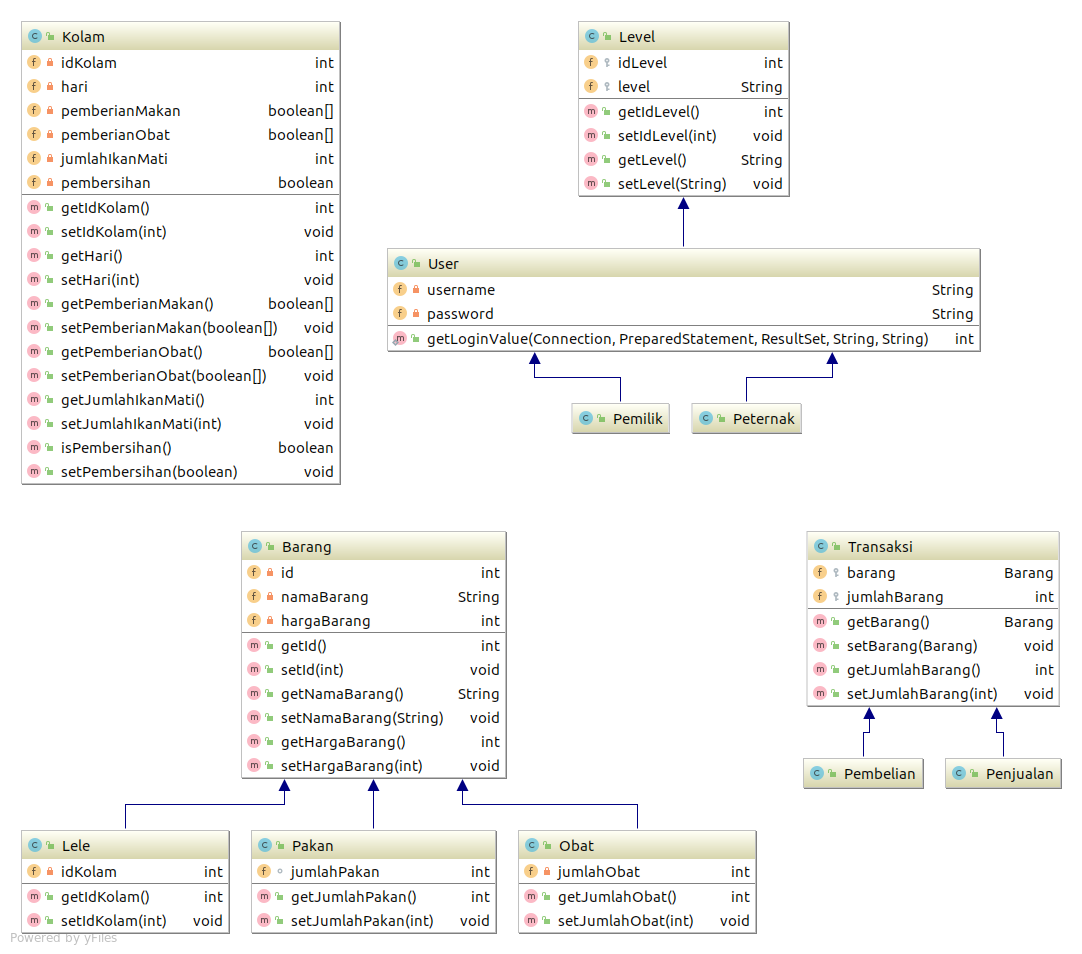 Kolam
idKolam int
hari int
pemberianMakan boolean[]
pemberianObat boolean[]
jumlahIkanMati int
pembersihan boolean
getIdKolam() int
setIdKolam(int) void
getHari() int
setHari(int) void
getPemberianMakan() boolean[]
setPemberianMakan(boolean[]) void
getPemberianObat() boolean[]
setPemberianObat(boolean[]) void
getJumlahIkanMati() int
setJumlahIkanMati(int) void
isPembersihan() boolean
setPembersihan(boolean) void
Level
idLevel int
level String
getIdLevel() int
setIdLevel(int) void
getLevel() String
setLevel(String) void
User
username String
password String
getLoginValue(Connection, PreparedStatement, ResultSet, String, String) int
Pemilik
Peternak
Barang
id int
namaBarang String
hargaBarang int
getId() int
setId(int) void
getNamaBarang() String
setNamaBarang(String) void
getHargaBarang() int
setHargaBarang(int) void
Transaksi
barang Barang
jumlahBarang int
getBarang() Barang
setBarang(Barang) void
getJumlahBarang() int
setJumlahBarang(int) void
Pembelian
Penjualan
Lele
idKolam int
getIdKolam() int
setIdKolam(int) void
Pakan
jumlahPakan int
getJumlahPakan() int
setJumlahPakan(int) void
Obat
jumlahObat int
getJumlahObat() int
setJumlahObat(int) void
Powered by yFiles